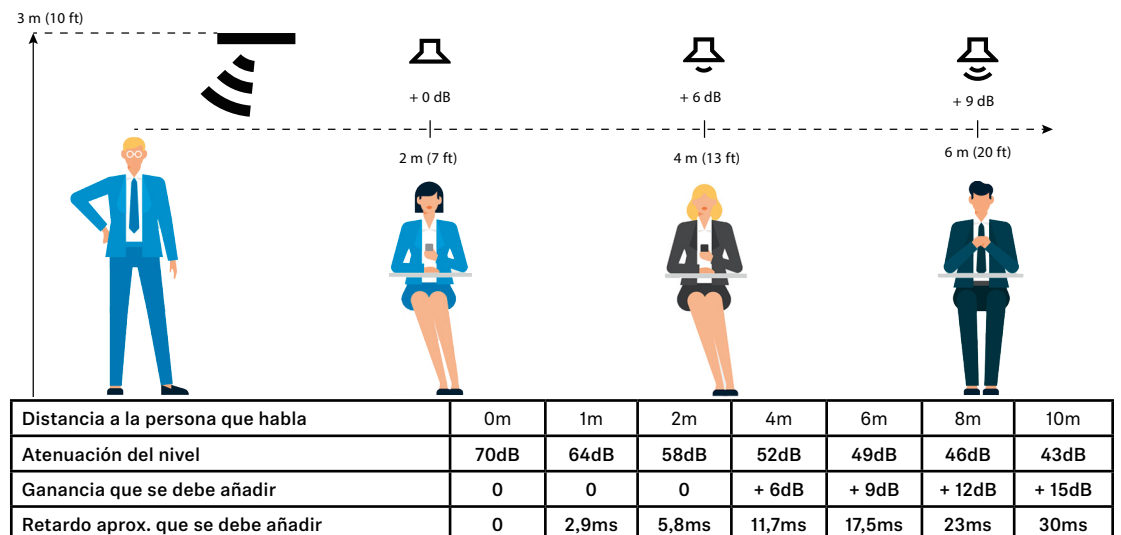 3 m (10 ft)
+ 0 dB
+ 6 dB
+ 9 dB
2 m (7 ft)
4 m (13 ft)
6 m (20 ft)
Distancia a la persona que habla 0m 1m 2m 4m 6m 8m 10m
Atenuación del nivel 70dB 64dB 58dB 52dB 49dB 46dB 43dB
Ganancia que se debe añadir 0 0 0 + 6dB + 9dB + 12dB + 15dB
Retardo aprox. que se debe añadir 0 2,9ms 5,8ms 11,7ms 17,5ms 23ms 30ms